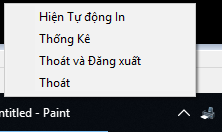 Hiện Tự động In
Thống Kê
Thoát và Đăng xuất
Thoát
ntitled - Paint